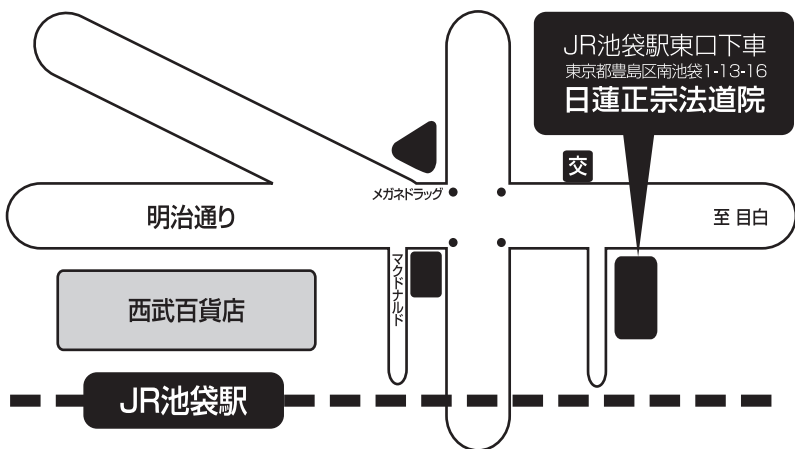 JR池袋駅東口下車
東京都豊島区南池袋1-13-16
日蓮正宗法道院
交
メガネドラッグ
明治通り
至 目白
マクドナルド
西武百貨店
JR池袋駅